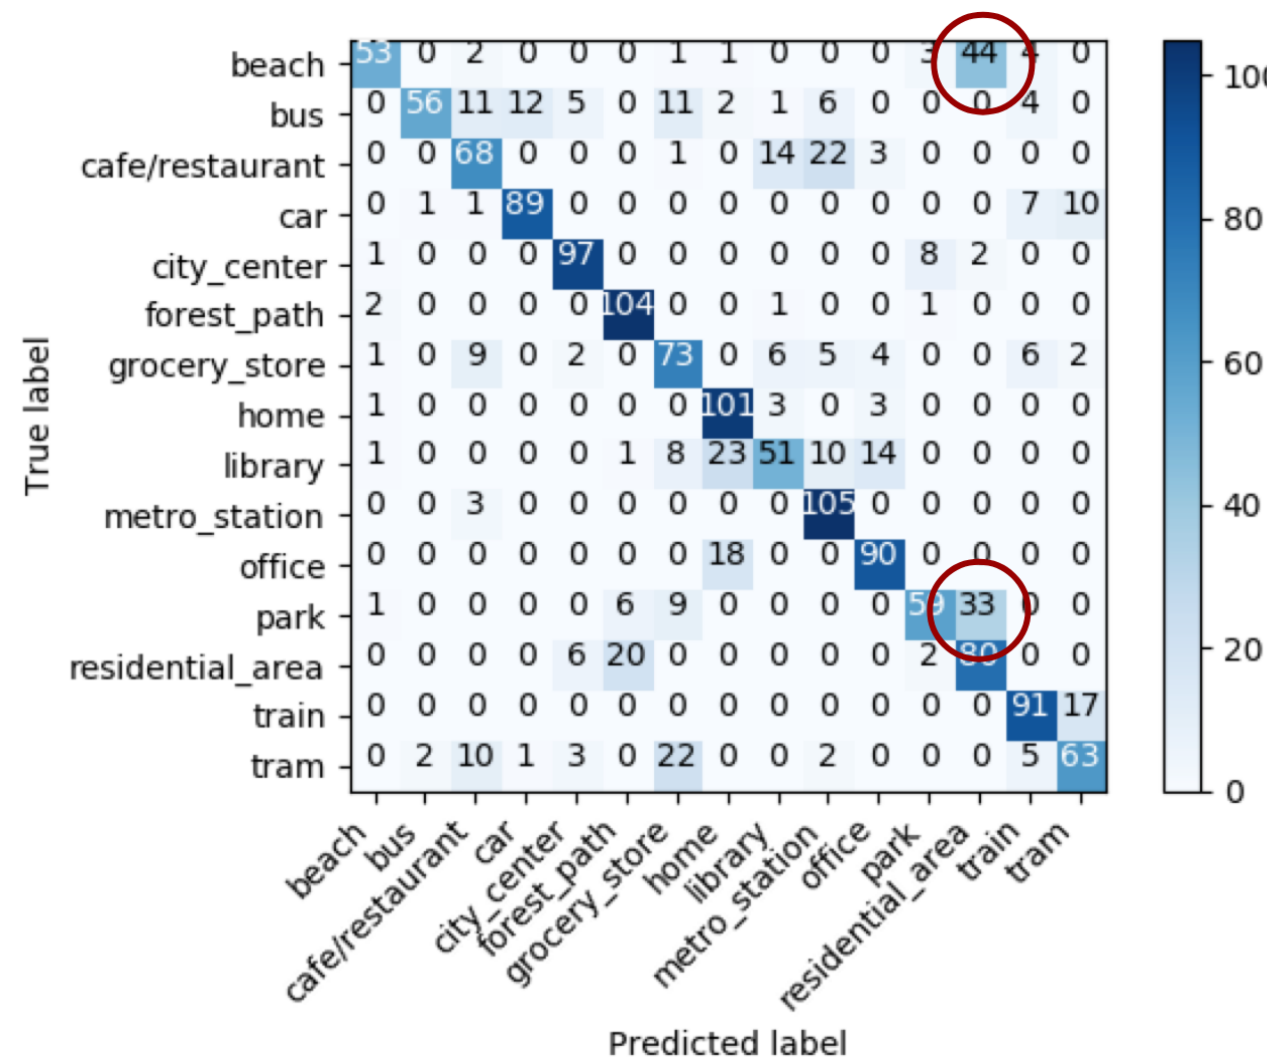 beach 53 0 2 0 0 0 1 1 0 0 0 3 44 4 0 100
bus 0 56 11 12 5 0 11 2 1 6 0 0 0 4 0
cafe/restaurant 0 0 68 0 0 0 1 0 14 22 3 0 0 0 0
car 0 1 1 89 0 0 0 0 0 0 0 0 0 7 10 80
city_center 1 0 0 0 97 0 0 0 0 0 0 8 2 0 0
forest_path 2 0 0 0 0 104 0 0 1 0 0 1 0 0 0
grocery_store 1 0 9 0 2 0 73 0 6 5 4 0 0 6 2 60
home 1 0 0 0 0 0 0 101 3 0 3 0 0 0 0
library 1 0 0 0 0 1 8 23 51 10 14 0 0 0 0
metro_station 0 0 3 0 0 0 0 0 0 105 0 0 0 0 0 40
office 0 0 0 0 0 0 0 18 0 0 90 0 0 0 0
park 1 0 0 0 0 6 9 0 0 0 0 59 33 0 0
residential_area 0 0 0 0 6 20 0 0 0 0 0 2 80 0 0 20
train 0 0 0 0 0 0 0 0 0 0 0 0 0 91 17
tram 0 2 10 1 3 0 22 0 0 2 0 0 0 5 63 0
True label
beach
bus
cafe/restaurant
car
city_center
forest_path
grocery_store
home
library
metro_station
office
park
residential_area
train
tram
Predicted label